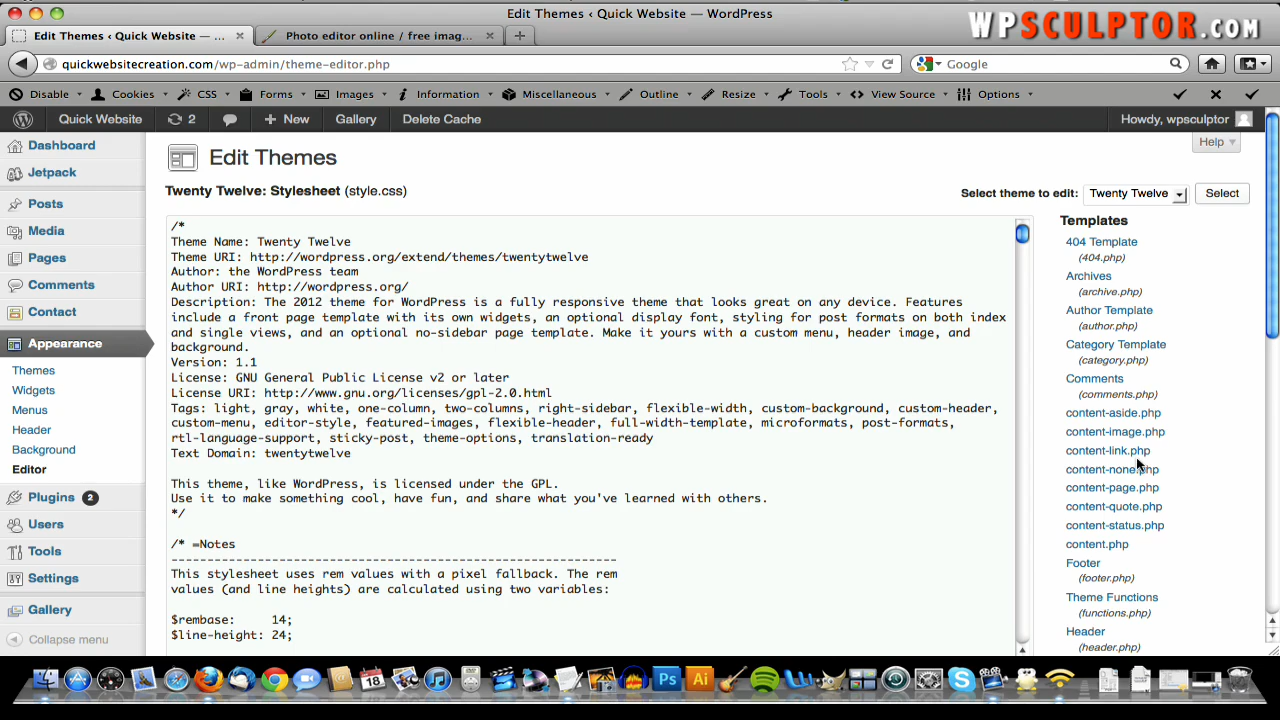 Edit Themes ‹ Quick Website — WordPress
WPSCULPTOR.COM
Edit Themes ‹ Quick Website — ...
Photo editor online / free imag...
quickwebsitecreation.com/wp-admin/theme-editor.php
Google
Disable
Cookies
CSS
Forms
Images
Information
Miscellaneous
Outline
Resize
Tools
View Source
Options
Quick Website
2
New
Gallery
Delete Cache
Howdy, wpsculptor
Help
Dashboard
Jetpack
Posts
Media
Pages
Comments
Contact
Appearance
Themes
Widgets
Menus
Header
Background
Editor
Plugins 2
Users
Tools
Settings
Gallery
Collapse menu
Edit Themes
Twenty Twelve: Stylesheet (style.css)
Select theme to edit: Twenty Twelve Select
/*
Theme Name: Twenty Twelve
Theme URI: http://wordpress.org/extend/themes/twentytwelve
Author: the WordPress team
Author URI: http://wordpress.org/
Description: The 2012 theme for WordPress is a fully responsive theme that looks great on any device. Features
include a front page template with its own widgets, an optional display font, styling for post formats on both index
and single views, and an optional no-sidebar page template. Make it yours with a custom menu, header image, and
background.
Version: 1.1
License: GNU General Public License v2 or later
License URI: http://www.gnu.org/licenses/gpl-2.0.html
Tags: light, gray, white, one-column, two-columns, right-sidebar, flexible-width, custom-background, custom-header,
custom-menu, editor-style, featured-images, flexible-header, full-width-template, microformats, post-formats,
rtl-language-support, sticky-post, theme-options, translation-ready
Text Domain: twentytwelve
This theme, like WordPress, is licensed under the GPL.
Use it to make something cool, have fun, and share what you've learned with others.
*/
/* =Notes
--------------------------------------------------------------
This stylesheet uses rem values with a pixel fallback. The rem
values (and line heights) are calculated using two variables:
$rembase: 14;
$line-height: 24;
Templates
404 Template
(404.php)
Archives
(archive.php)
Author Template
(author.php)
Category Template
(category.php)
Comments
(comments.php)
content-aside.php
content-image.php
content-link.php
content-none.php
content-page.php
content-quote.php
content-status.php
content.php
Footer
(footer.php)
Theme Functions
(functions.php)
Header
(header.php)
18
Ps
Ai